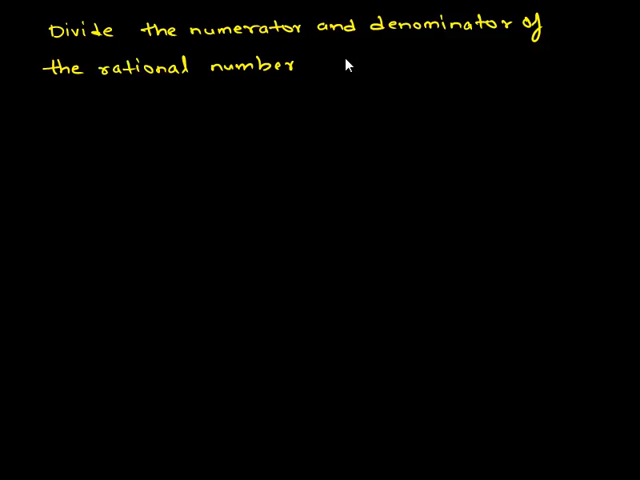 Divide the numerator and denominator of
the rational number